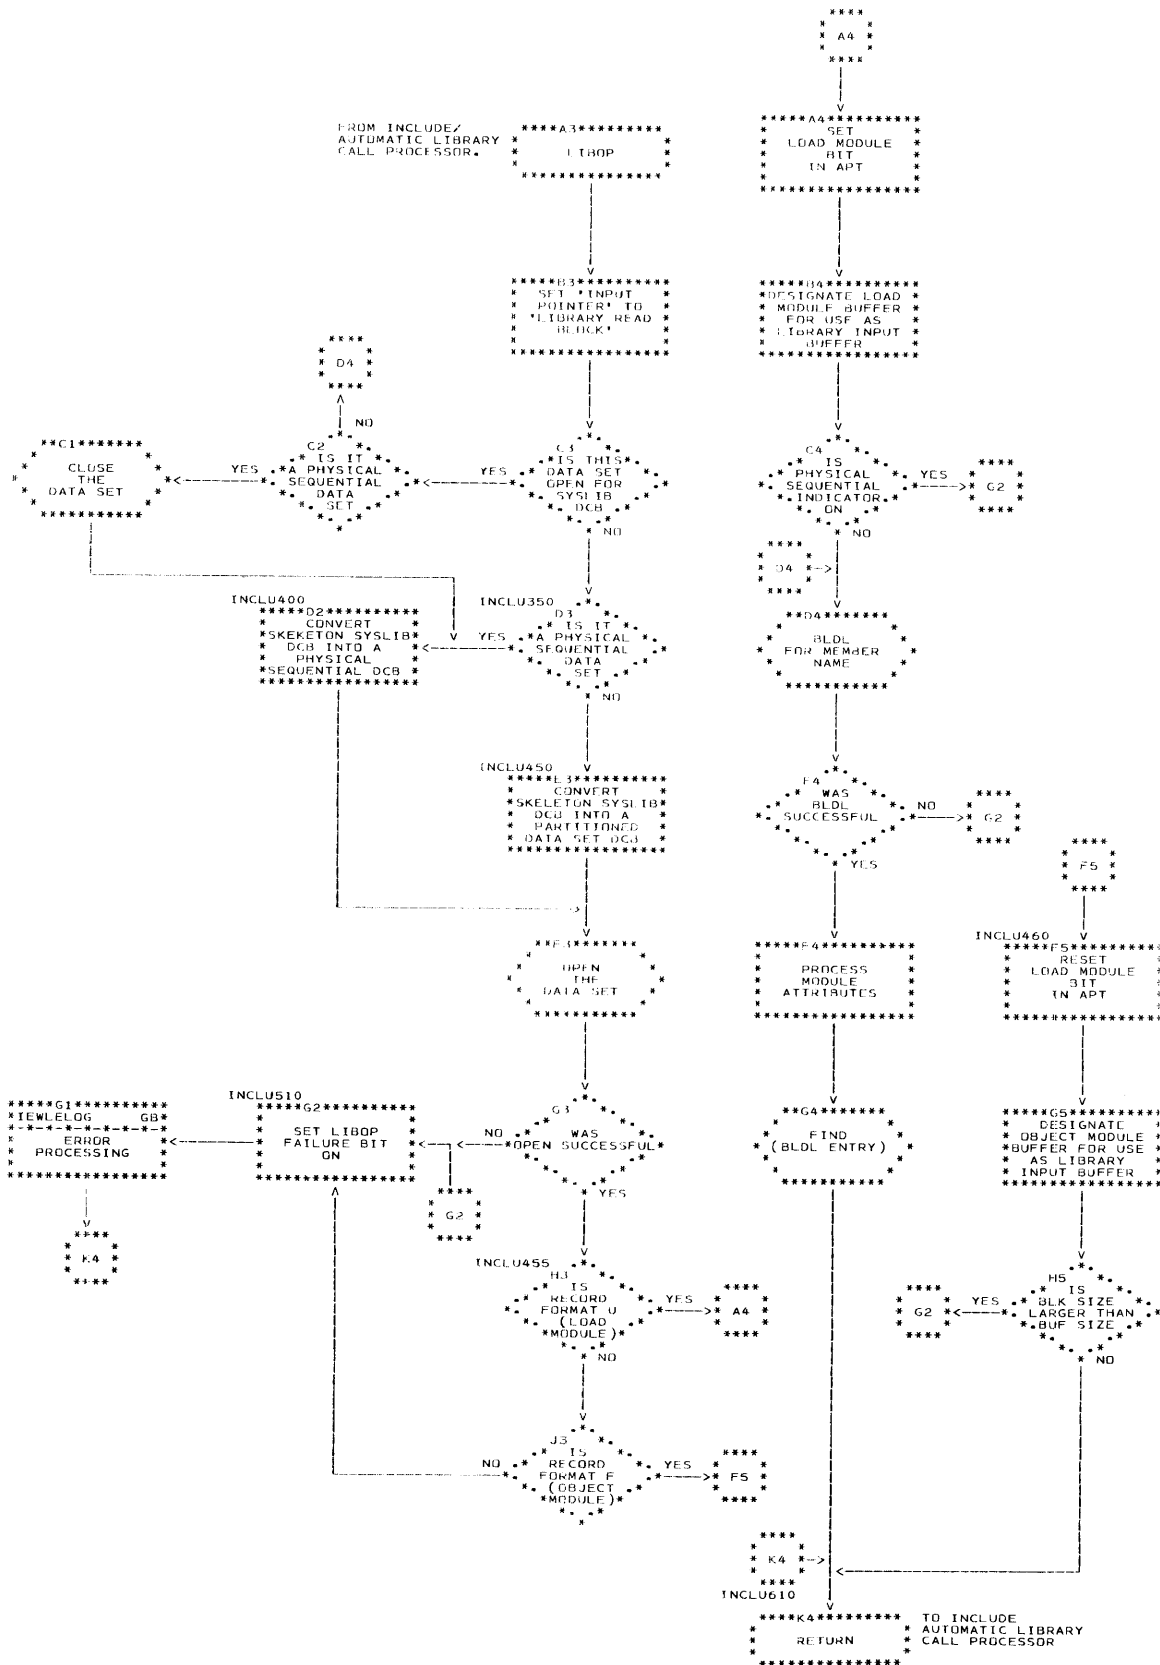 A4
FROM INCLUDE/
AUTOMATIC LIBRARY
CALL PROCESSOR.
A3
LIBOP
A4
SET
LOAD MODULE
BIT
IN APT
B3
SET 'INPUT
POINTER' TO
'LIBRARY READ
BLOCK'
B4
DESIGNATE LOAD
MODULE BUFFER
FOR USE AS
LIBRARY INPUT
BUFFER
D4
NO
C1
CLOSE
THE
DATA SET
YES
C2
IS IT
A PHYSICAL
SEQUENTIAL
DATA
SET
YES
C3
IS THIS
DATA SET
OPEN FOR
SYSLIB
DCB
NO
C4
IS
PHYSICAL
SEQUENTIAL
INDICATOR
ON
YES
G2
NO
D4
INCLU400
D2
CONVERT
SKEKETON SYSLIB
DCB INTO A
PHYSICAL
SEQUENTIAL DCB
INCLU350
YES
D3
IS IT
A PHYSICAL
SEQUENTIAL
DATA
SET
NO
D4
BLDL
FOR MEMBER
NAME
INCLU450
E3
CONVERT
SKELETON SYSLIB
DCB INTO A
PARTITIONED
DATA SET DCB
E4
WAS
BLDL
SUCCESSFUL
NO
G2
YES
F5
F3
OPEN
THE
DATA SET
F4
PROCESS
MODULE
ATTRIBUTES
INCLU460
F5
RESET
LOAD MODULE
BIT
IN APT
G1
IEWLELOG GB
ERROR
PROCESSING
INCLU510
G2
SET LIBOP
FAILURE BIT
ON
NO
G3
WAS
OPEN SUCCESSFUL
YES
G2
G4
FIND
(BLDL ENTRY)
G5
DESIGNATE
OBJECT MODULE
BUFFER FOR USE
AS LIBRARY
INPUT BUFFER
K4
INCLU455
H3
IS
RECORD
FORMAT U
(LOAD
MODULE)
YES
A4
NO
G2
YES
H5
IS
BLK SIZE
LARGER THAN
BUF SIZE
NO
NO
J3
IS
RECORD
FORMAT F
(OBJECT
MODULE)
YES
F5
K4
INCLU610
K4
RETURN
TO INCLUDE
AUTOMATIC LIBRARY
CALL PROCESSOR